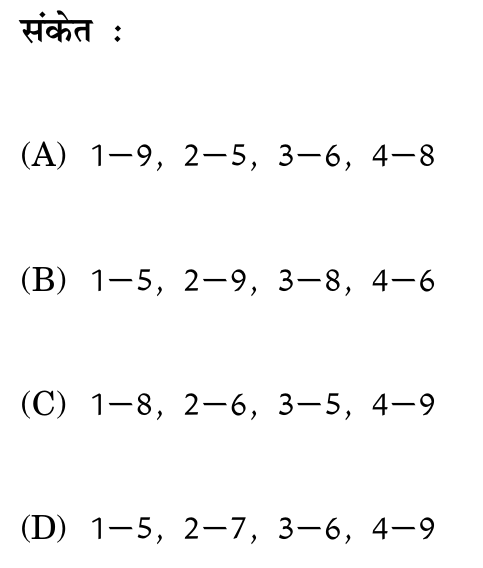 संकेत :
(A) 1–9, 2–5, 3–6, 4–8
(B) 1–5, 2–9, 3–8, 4–6
(C) 1–8, 2–6, 3–5, 4–9
(D) 1–5, 2–7, 3–6, 4–9